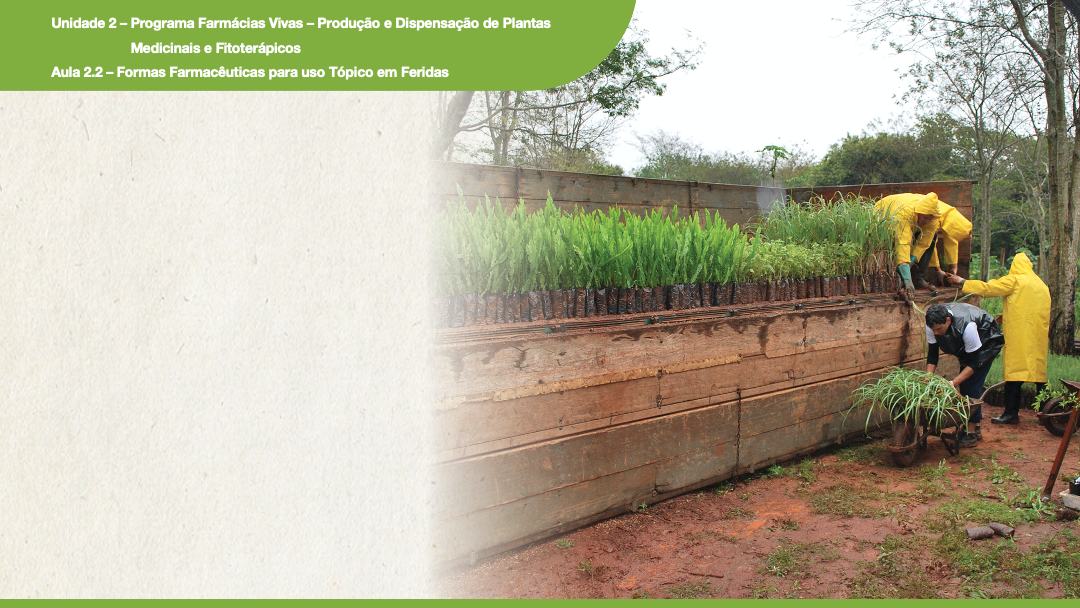 Unidade 2 – Programa Farmácias Vivas – Produção e Dispensação de Plantas
Medicinais e Fitoterápicos
Aula 2.2 – Formas Farmacêuticas para uso Tópico em Feridas